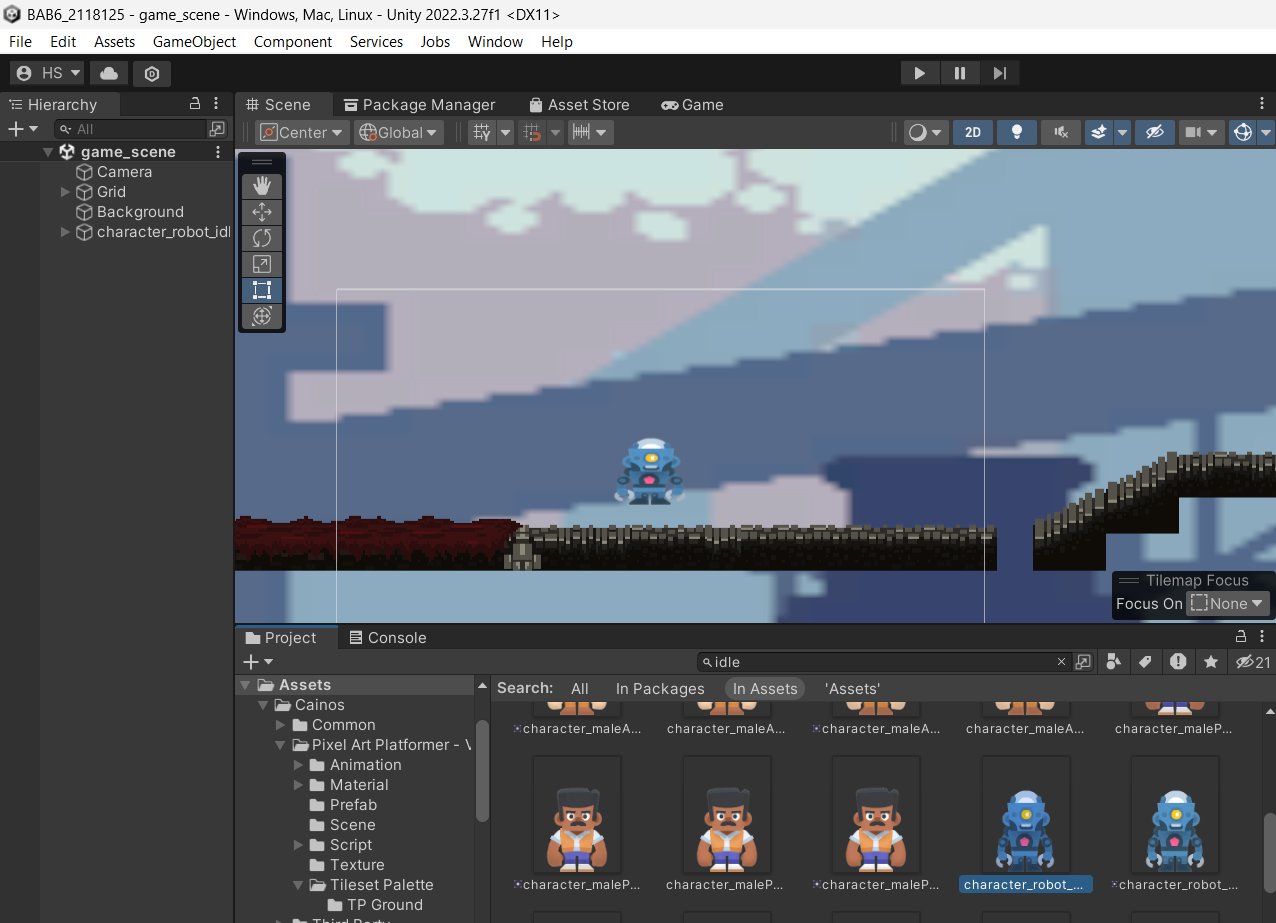 BAB6_2118125 - game_scene - Windows, Mac, Linux - Unity 2022.3.27f1 <DX11>
File Edit Assets GameObject Component Services Jobs Window Help
HS
Hierarchy
Scene Package Manager Asset Store Game
All
Center Global 2D
game_scene
Camera
Grid
Background
character_robot_idl
Tilemap Focus
Focus On None
Project Console
idle 21
Assets
Search: All In Packages In Assets 'Assets'
Cainos
Common
Pixel Art Platformer - V
Animation
Material
Prefab
Scene
Script
Texture
Tileset Palette
TP Ground
Third Party
character_maleA... character_maleA... character_maleA... character_maleA... character_maleP...
character_maleP... character_maleP... character_maleP... character_robot_... character_robot_...